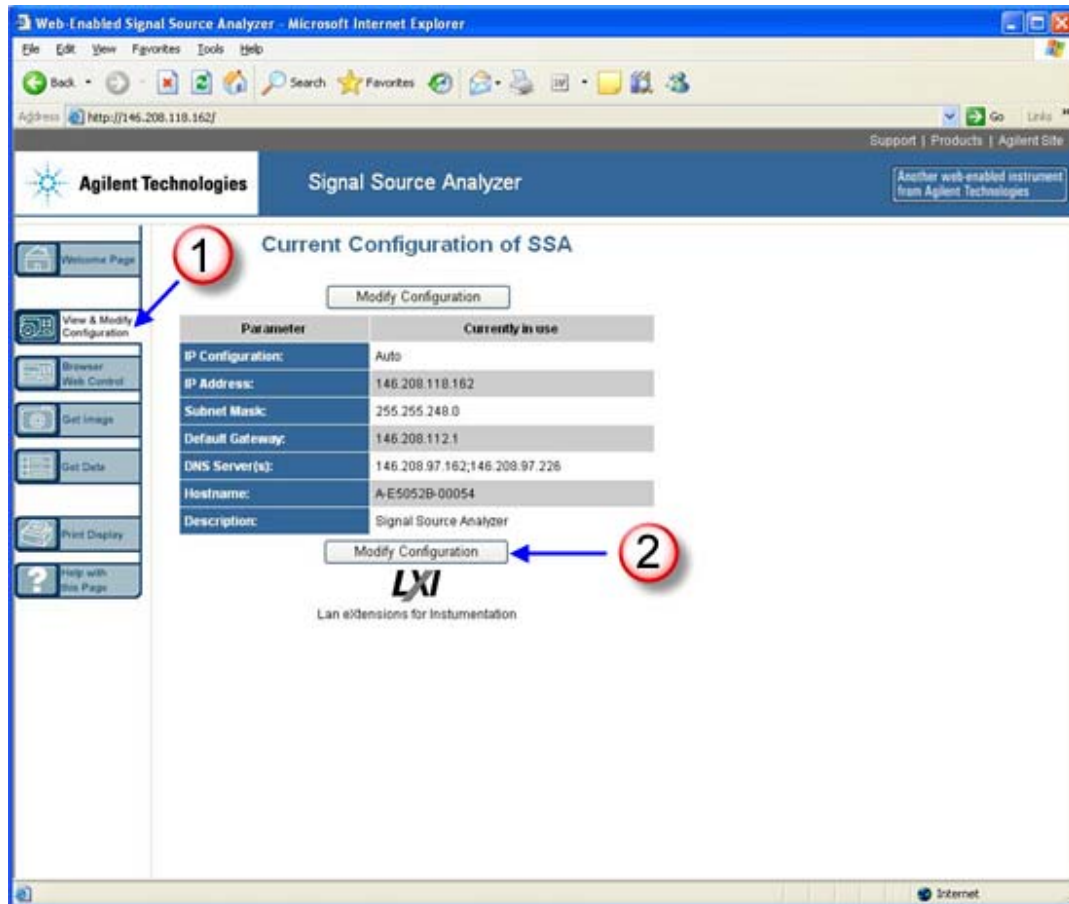 Web-Enabled Signal Source Analyzer - Microsoft Internet Explorer
File Edit View Favorites Tools Help
Back Search Favorites
Address http://146.208.118.162/ Go Links »
Support | Products | Agilent Site
Agilent Technologies Signal Source Analyzer
Another web-enabled instrument
from Agilent Technologies
Current Configuration of SSA
1
Welcome Page
View & Modify
Configuration
Browser
Web Control
Get Image
Get Data
Print Display
Help with
this Page
Modify Configuration
Parameter Currently in use
IP Configuration: Auto
IP Address: 146.208.118.162
Subnet Mask: 255.255.248.0
Default Gateway: 146.208.112.1
DNS Server(s): 146.208.97.162;146.208.97.226
Hostname: A-E5052B-00054
Description: Signal Source Analyzer
Modify Configuration
2
LXI
Lan eXtensions for Instumentation
Internet